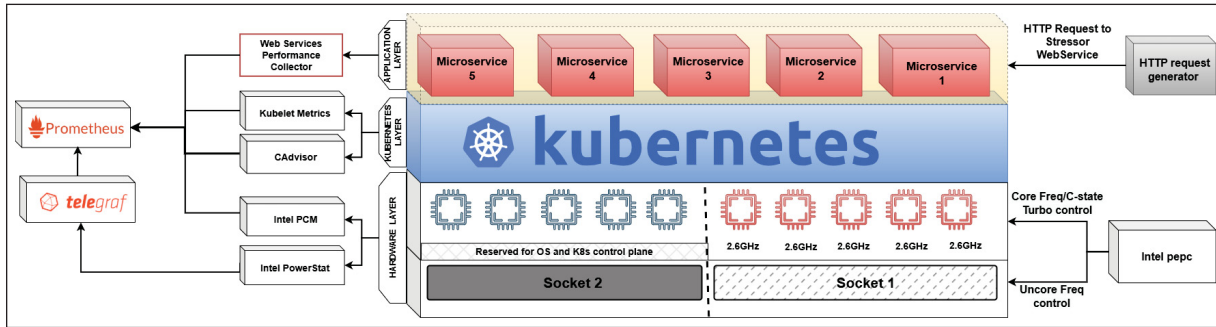 Web Services
Performance
Collector
APPLICATION
LAYER
Microservice
5
Microservice
4
Microservice
3
Microservice
2
Microservice
1
HTTP Request to
Stressor
WebService
HTTP request
generator
Prometheus
Kubelet Metrics
CAdvisor
KUBERNETES
LAYER
kubernetes
telegraf
Intel PCM
Intel PowerStat
HARDWARE LAYER
2.6GHz 2.6GHz 2.6GHz 2.6GHz 2.6GHz
Reserved for OS and K8s control plane
Socket 2
Socket 1
Core Freq/C-state
Turbo control
Intel pepc
Uncore Freq
control